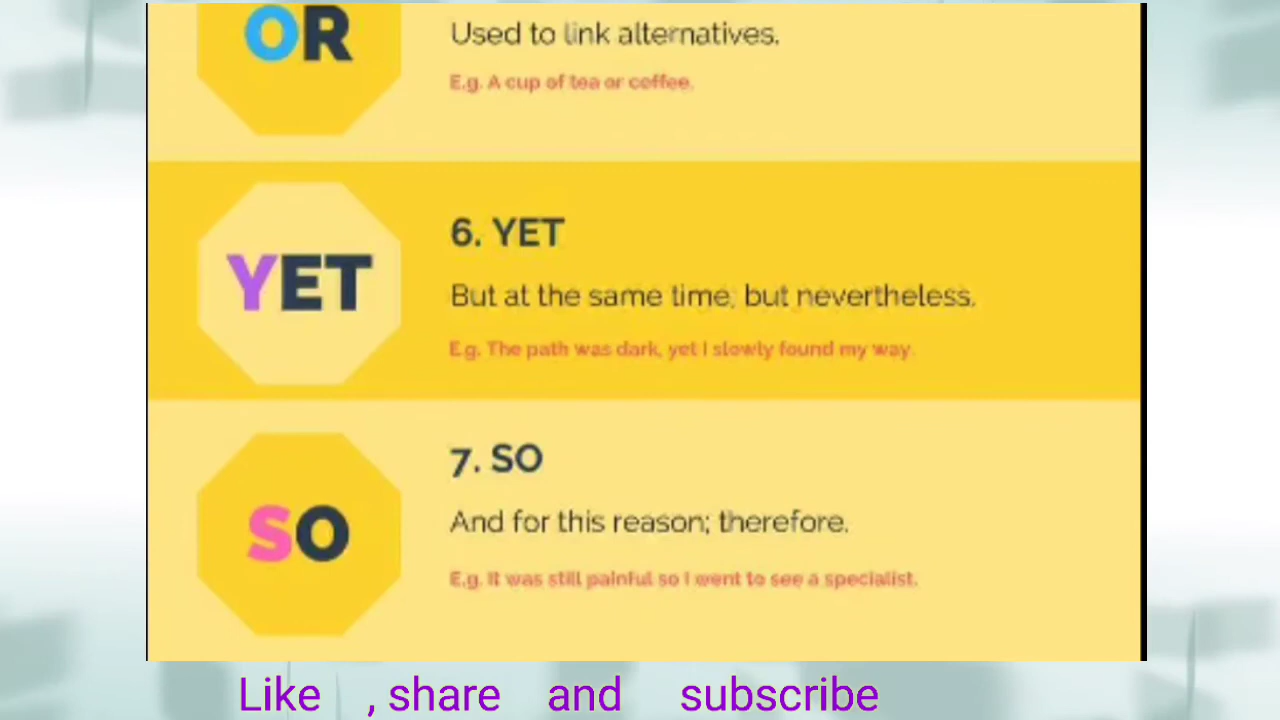 OR
Used to link alternatives.
E.g. A cup of tea or coffee.
YET
6. YET
But at the same time; but nevertheless.
E.g. The path was dark, yet I slowly found my way.
SO
7. SO
And for this reason; therefore.
E.g. It was still painful so I went to see a specialist.
Like , share and subscribe